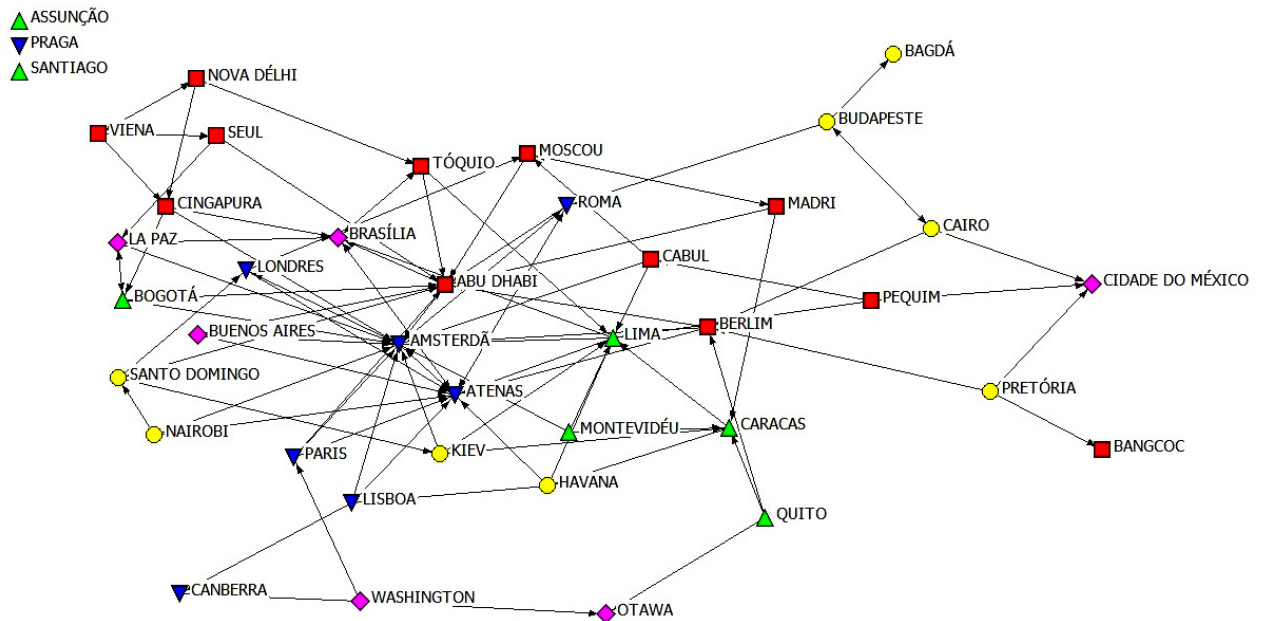 ASSUNÇÃO
PRAGA
SANTIAGO
BAGDÁ
NOVA DÉLHI
BUDAPESTE
VIENA
SEUL
MOSCOU
TÓQUIO
CINGAPURA
ROMA
MADRI
CAIRO
BRASÍLIA
LA PAZ
CABUL
LONDRES
ABU DHABI
CIDADE DO MÉXICO
BOGOTÁ
PEQUIM
BUENOS AIRES
AMSTERDÃ
LIMA
BERLIM
SANTO DOMINGO
ATENAS
PRETÓRIA
NAIROBI
MONTEVIDÉU
CARACAS
PARIS
KIEV
BANGCOC
HAVANA
LISBOA
QUITO
CANBERRA
WASHINGTON
OTAWA